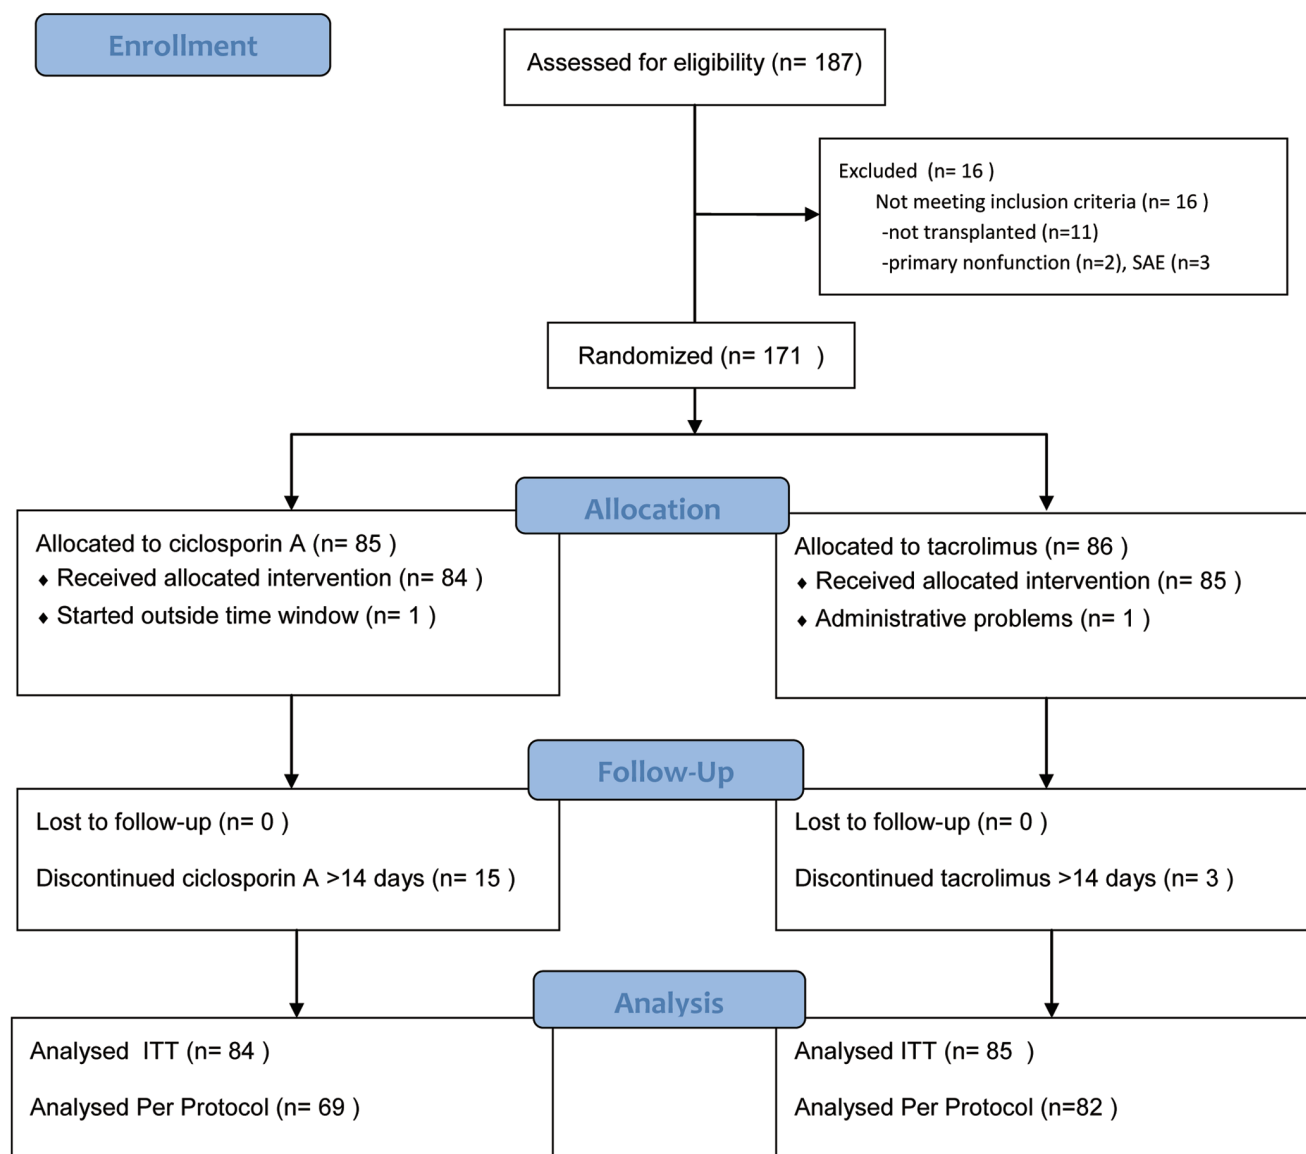 Enrollment
Assessed for eligibility (n= 187)
Excluded  (n= 16 )
Not meeting inclusion criteria (n= 16 )
-not transplanted (n=11)
-primary nonfunction (n=2), SAE (n=3
Randomized (n= 171  )
Allocation
Allocated to ciclosporin A (n= 85 )
♦ Received allocated intervention (n= 84 )
♦ Started outside time window (n= 1 )
Allocated to tacrolimus (n= 86 )
♦ Received allocated intervention (n= 85 )
♦ Administrative problems (n= 1 )
Follow-Up
Lost to follow-up (n= 0 )
Discontinued ciclosporin A >14 days (n= 15 )
Lost to follow-up (n= 0 )
Discontinued tacrolimus >14 days (n= 3 )
Analysis
Analysed  ITT (n= 84 )
Analysed Per Protocol (n= 69 )
Analysed ITT (n= 85  )
Analysed Per Protocol (n=82 )